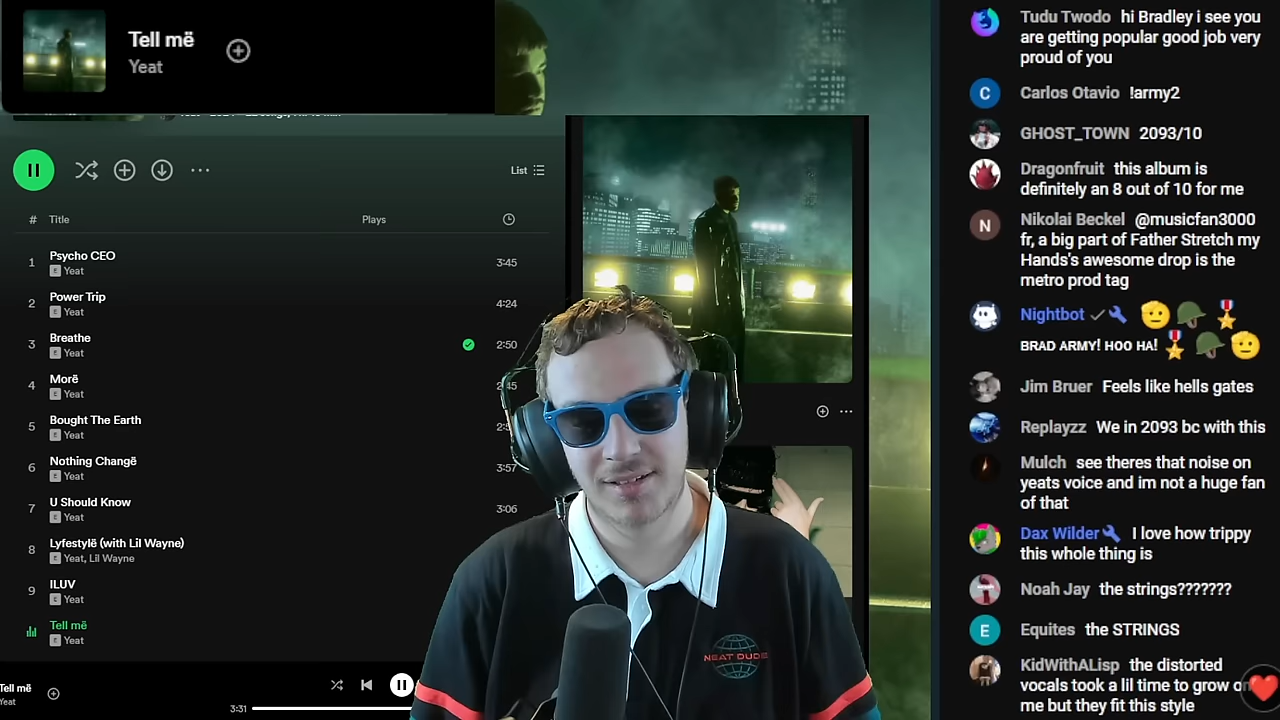 Tell më
Yeat
List
# Title Plays
1 Psycho CEO 3:45
E Yeat
2 Power Trip 4:24
E Yeat
3 Breathe 2:50
E Yeat
4 Morë
E Yeat
5 Bought The Earth
E Yeat
6 Nothing Changë 3:57
E Yeat
7 U Should Know 3:06
E Yeat
8 Lyfestylë (with Lil Wayne)
E Yeat, Lil Wayne
9 ILUV
E Yeat
Tell më
E Yeat
Tell më
Yeat
3:31
NEAT DUDE
Tudu Twodo hi Bradley i see you
are getting popular good job very
proud of you
Carlos Otavio !army2
GHOST_TOWN 2093/10
Dragonfruit this album is
definitely an 8 out of 10 for me
N Nikolai Beckel @musicfan3000
fr, a big part of Father Stretch my
Hands's awesome drop is the
metro prod tag
Nightbot 🫡 🪖 🎖️
BRAD ARMY! HOO HA! 🎖️ 🪖 🫡
Jim Bruer Feels like hells gates
Replayzz We in 2093 bc with this
Mulch see theres that noise on
yeats voice and im not a huge fan
of that
Dax Wilder I love how trippy
this whole thing is
Noah Jay the strings???????
E Equites the STRINGS
KidWithALisp the distorted
vocals took a lil time to grow on
me but they fit this style